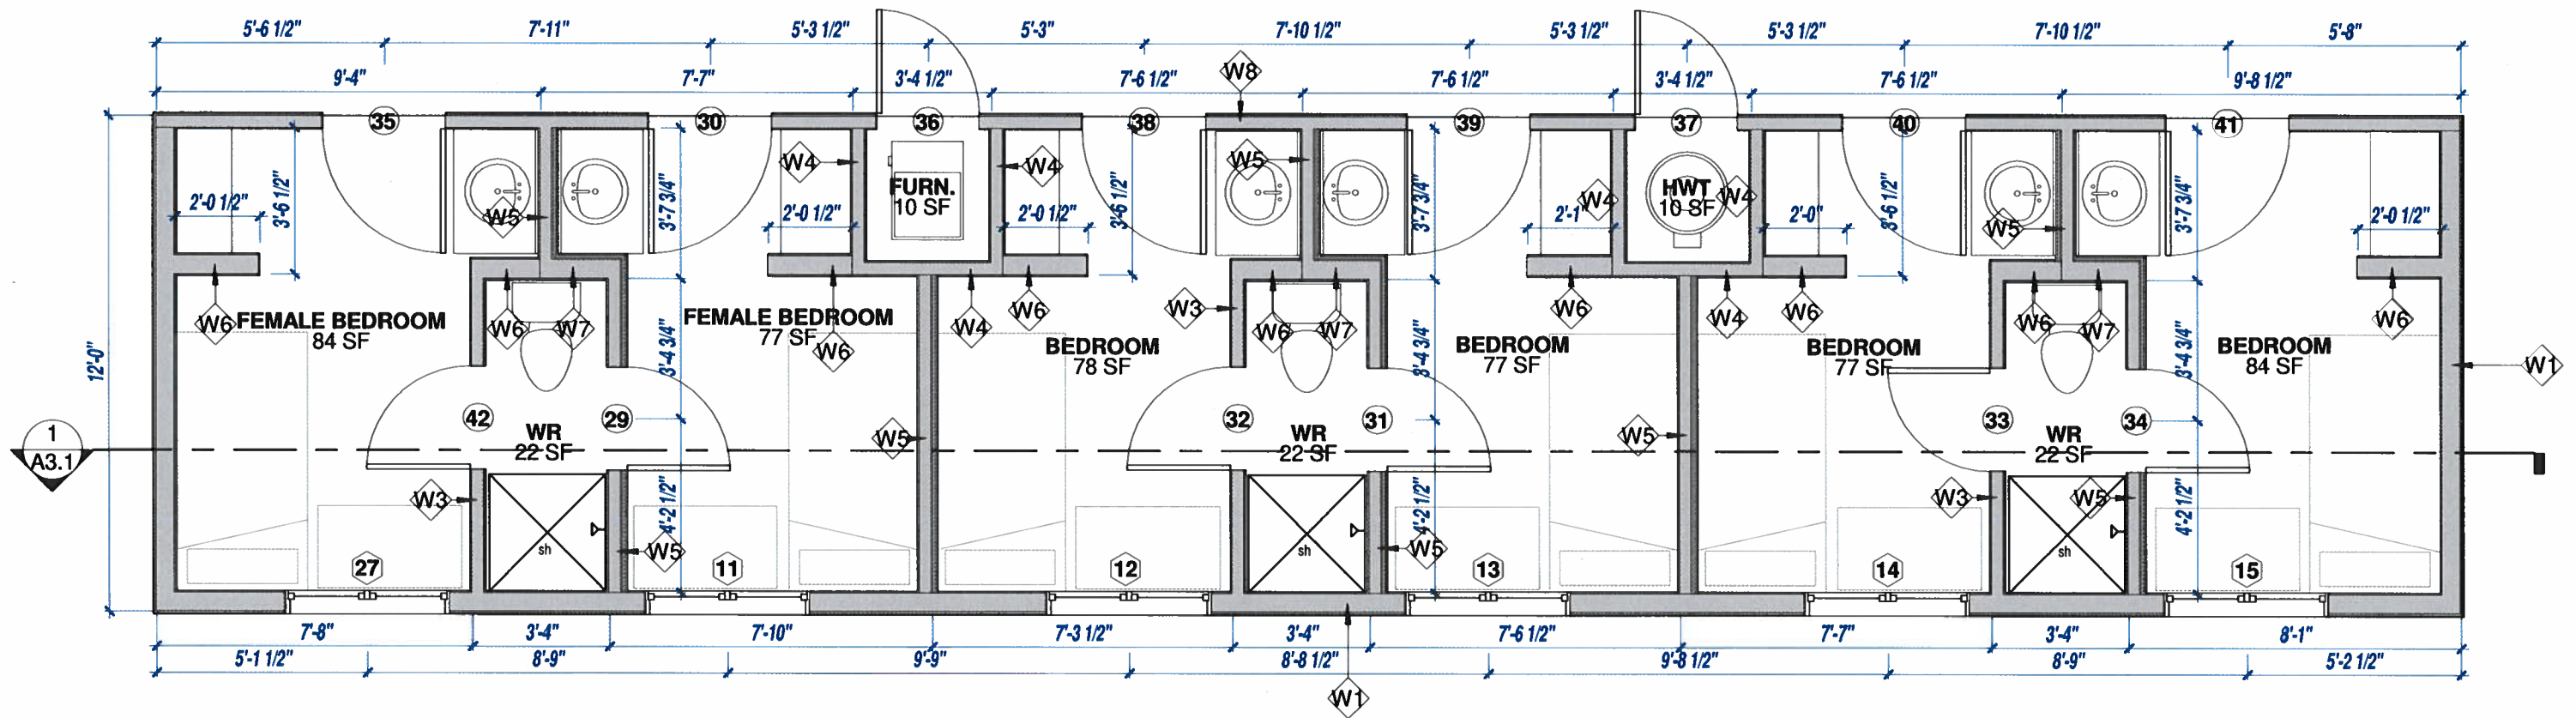 5'-6 1/2" 7'-11" 5'-3 1/2" 5'-3" 7'-10 1/2" 5'-3 1/2" 5'-3 1/2" 7'-10 1/2" 5'-8"
9'-4" 7'-7" 3'-4 1/2" 7'-6 1/2" W8 7'-6 1/2" 3'-4 1/2" 7'-6 1/2" 9'-8 1/2"
35 30 36 38 39 37 40 41
W4 W4 W5 W4 W4
FURN. HWT
10 SF 10 SF
2'-0 1/2" 3'-6 1/2" W5 3'-7 3/4" 2'-0 1/2" 2'-0 1/2" 3'-6 1/2" 3'-7 3/4" 2'-1" 2'-0" 3'-6 1/2" W5 3'-7 3/4" 2'-0 1/2"
W6 FEMALE BEDROOM W6 W7 FEMALE BEDROOM W4 W6 W3 W6 W7 W6 W4 W6 W6 W7 W6
84 SF 77 SF W6
BEDROOM BEDROOM BEDROOM BEDROOM
78 SF 77 SF 77 SF 84 SF
12'-0" 3'-4 3/4" 3'-4 3/4" 3'-4 3/4" W1
42 29 32 31 33 34
1 WR W5 WR W5 WR
A3.1 22 SF 22 SF 22 SF
W3 4'-2 1/2" 4'-2 1/2" W3 W5 4'-2 1/2"
sh W5 sh W5 sh
27 11 12 13 14 15
7'-8" 3'-4" 7'-10" 7'-3 1/2" 3'-4" 7'-6 1/2" 7'-7" 3'-4" 8'-1"
5'-1 1/2" 8'-9" 9'-9" 8'-8 1/2" 9'-8 1/2" 8'-9" 5'-2 1/2"
W1